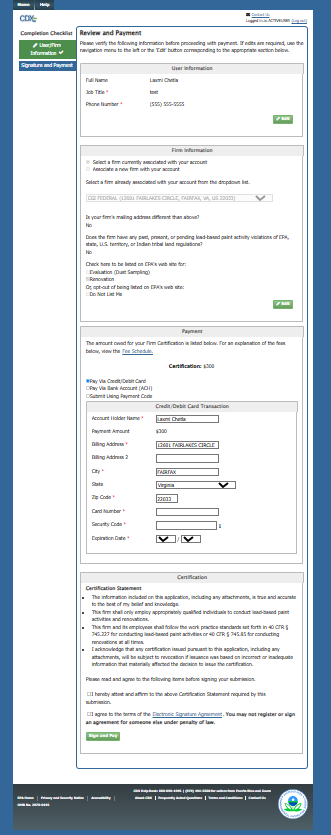 Home Help
CDX
Contact Us
Logged in as ACTIVEUSER (Log out)
Completion Checklist
User/Firm Information
Signature and Payment
Review and Payment
Please verify the following information before proceeding with payment. If edits are required, use the
navigation menu to the left or the 'Edit' button corresponding to the appropriate section below.
User Information
Full Name Laxmi Chetla
Job Title * test
Phone Number * (555) 555-5555
Edit
Firm Information
Select a firm currently associated with your account
Associate a new firm with your account
Select a firm already associated with your account from the dropdown list.
CGI FEDERAL (12601 FAIRLAKES CIRCLE, FAIRFAX, VA, US 22033)
Is your firm's mailing address different than above?
No
Does the firm have any past, present, or pending lead-based paint activity violations of EPA,
state, U.S. territory, or Indian tribal lead regulations?
No
Check here to be listed on EPA's web site for:
Evaluation (Dust Sampling)
Renovation
Or, opt-out of being listed on EPA's web site:
Do Not List Me
Edit
Payment
The amount owed for your Firm Certification is listed below. For an explanation of the fees
below, view the Fee Schedule.
Certification: $300
Pay Via Credit/Debit Card
Pay Via Bank Account (ACH)
Submit Using Payment Code
Credit/Debit Card Transaction
Account Holder Name * Laxmi Chetla
Payment Amount $300
Billing Address * 12601 FAIRLAKES CIRCLE
Billing Address 2
City * FAIRFAX
State Virginia
Zip Code * 22033
Card Number *
Security Code *
Expiration Date * /
Certification
Certification Statement
• The information included on this application, including any attachments, is true and accurate
to the best of my belief and knowledge.
• This firm shall only employ appropriately qualified individuals to conduct lead-based paint
activities and renovations.
• This firm and its employees shall follow the work practice standards set forth in 40 CFR §
745.227 for conducting lead-based paint activities or 40 CFR § 745.85 for conducting
renovations at all times.
• I acknowledge that any certification issued pursuant to this application, including any
attachments, will be subject to revocation if issuance was based on incorrect or inadequate
information that materially affected the decision to issue the certification.
Please read and agree to the following items before signing your submission.
I hereby attest and affirm to the above Certification Statement required by this
submission.
I agree to the terms of the Electronic Signature Agreement. You may not register or sign
an agreement for someone else under penalty of law.
Sign and Pay
EPA Home | Privacy and Security Notice | Accessibility |
About CDX | Frequently Asked Questions | Terms and Conditions | Contact Us